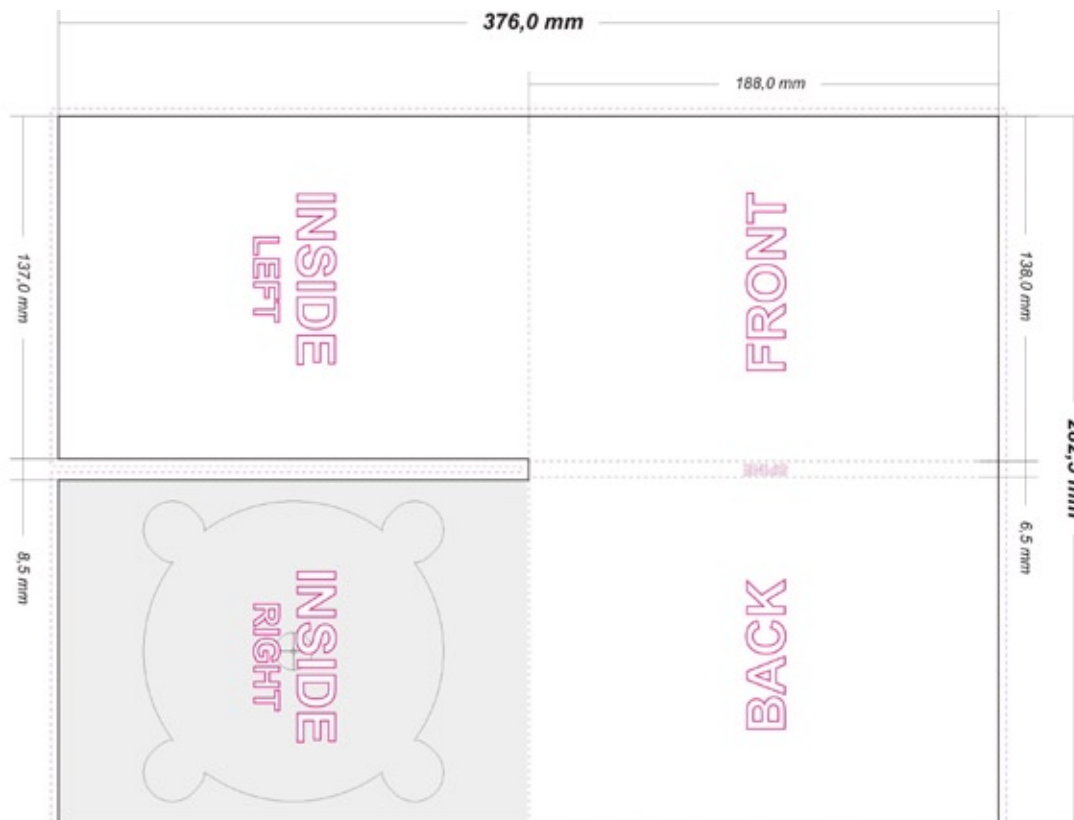 376,0 mm
188,0 mm
INSIDE
LEFT
FRONT
137,0 mm
138,0 mm
SPINE
8,5 mm
6,5 mm
INSIDE
RIGHT
BACK